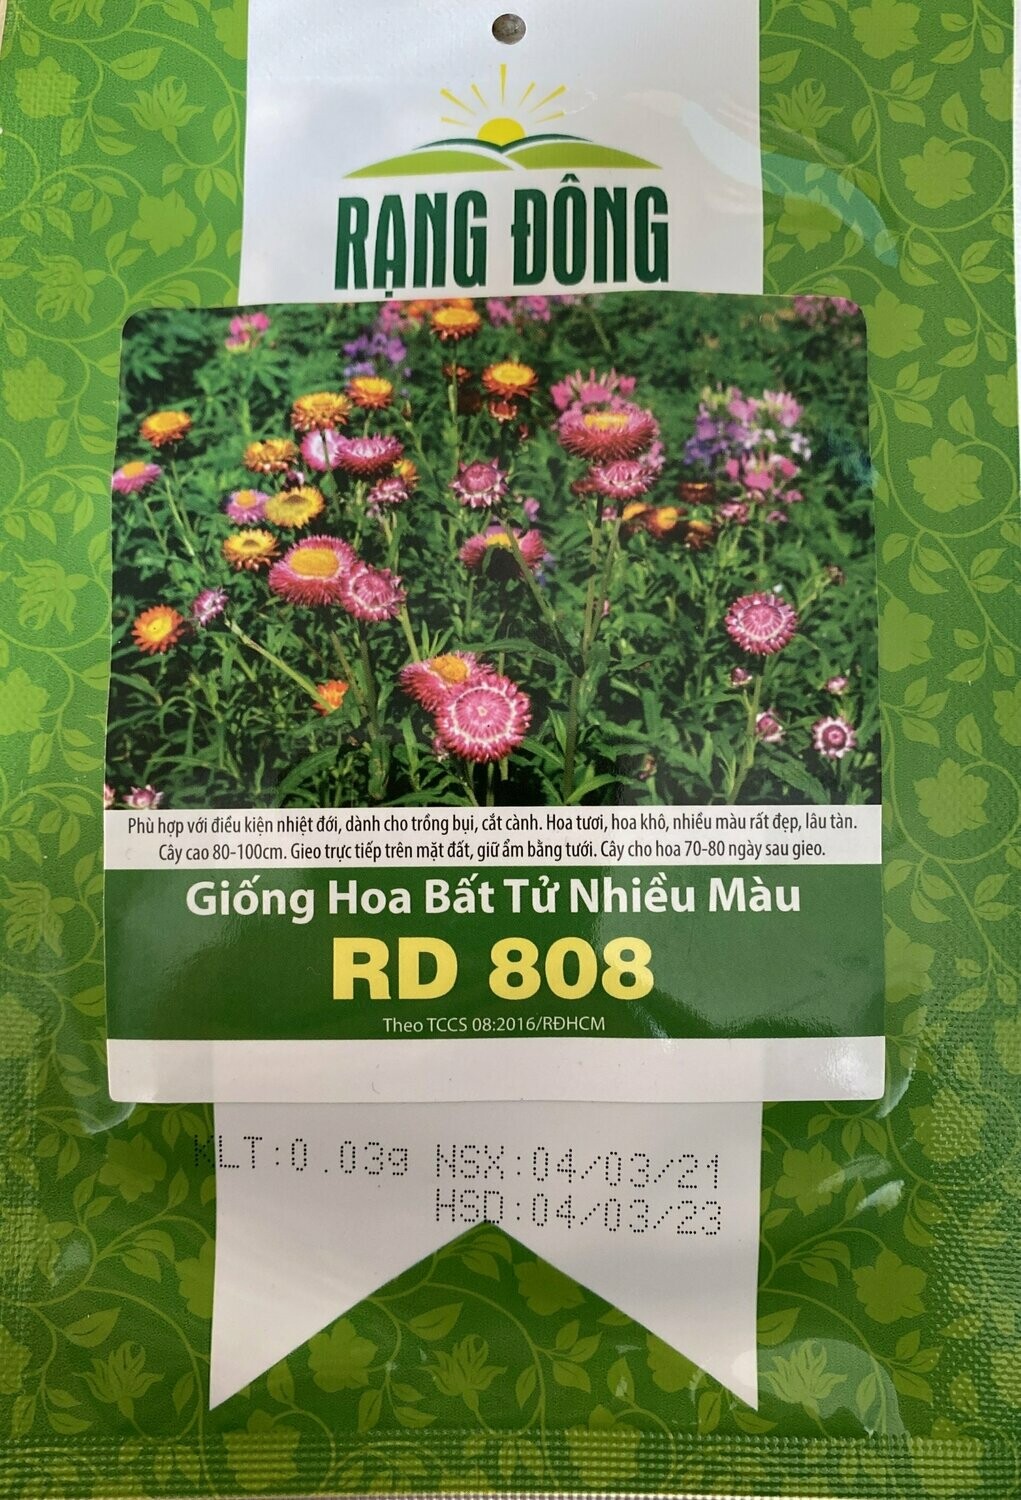 RẠNG ĐÔNG
Phù hợp với điều kiện nhiệt đới, dành cho trồng bụi, cắt cành. Hoa tươi, hoa khô, nhiều màu rất đẹp, lâu tàn.
Cây cao 80-100cm. Gieo trực tiếp trên mặt đất, giữ ẩm bằng tưới. Cây cho hoa 70-80 ngày sau gieo.
Giống Hoa Bất Tử Nhiều Màu
RD 808
Theo TCCS 08:2016/RĐHCM
KLT:0.03g NSX:04/03/21
HSD:04/03/23